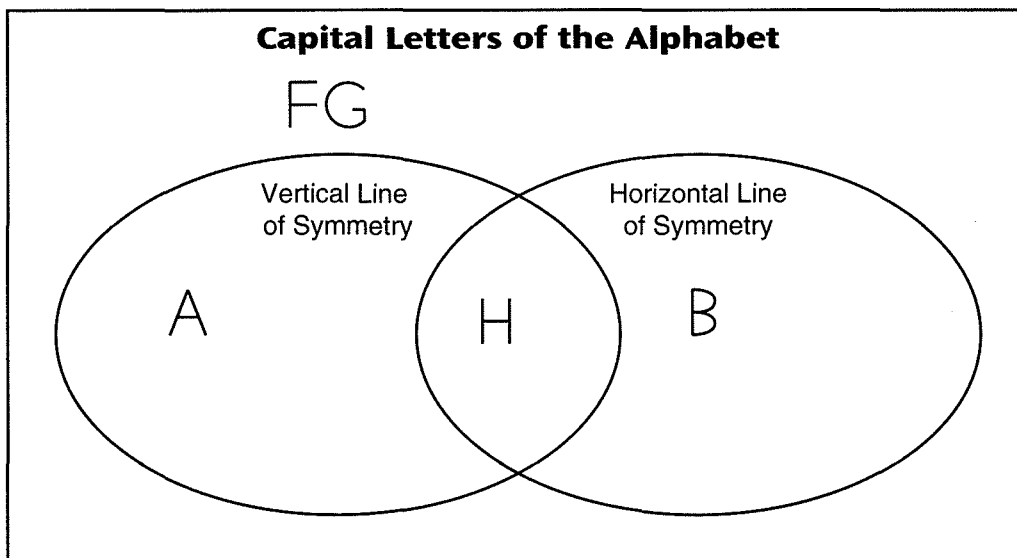 Capital Letters of the Alphabet
FG
Vertical Line
of Symmetry
Horizontal Line
of Symmetry
A
H
B